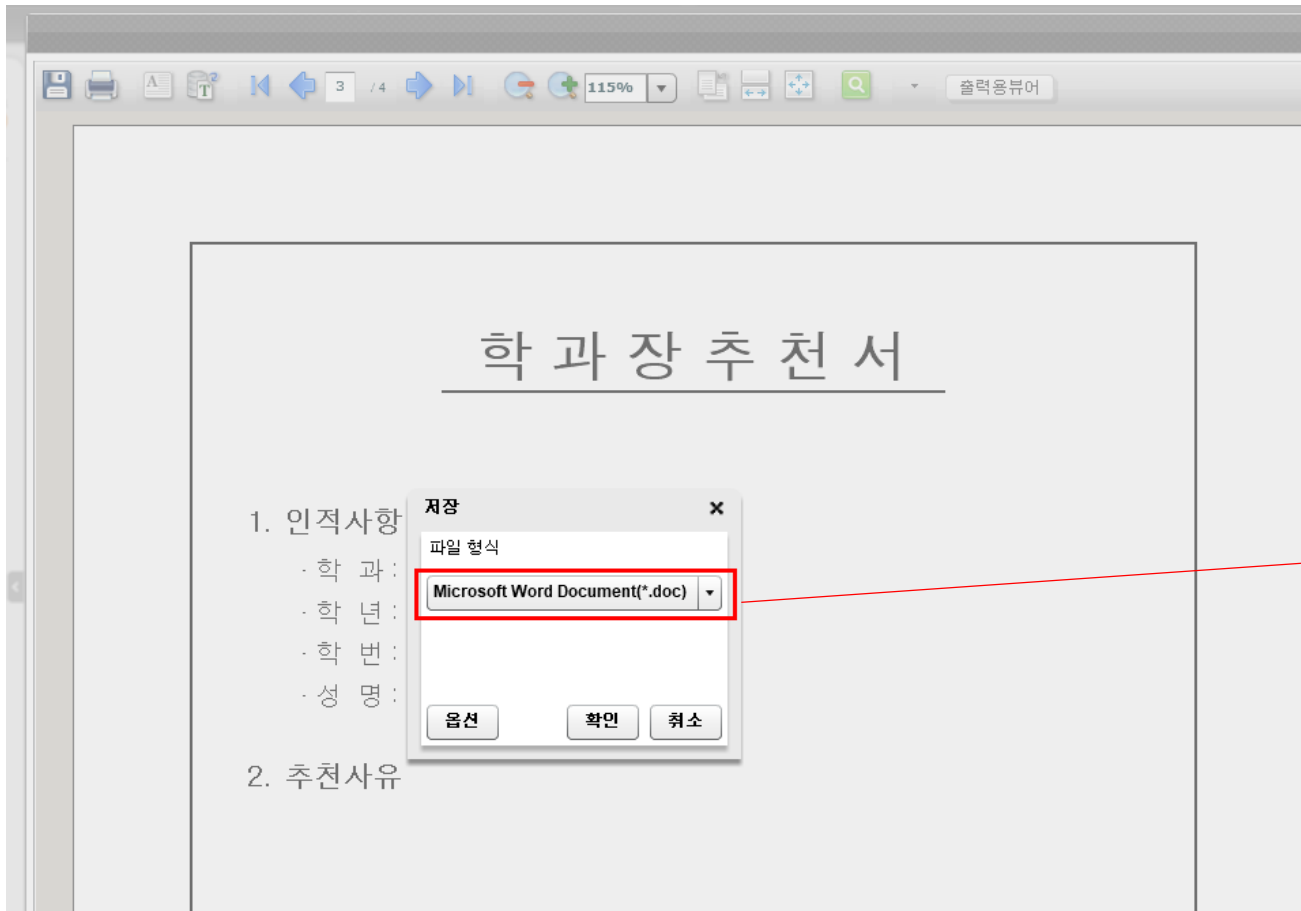 3 /4 115% 출력용뷰어
학과장추천서
1. 인적사항
· 학 과 :
· 학 년 :
· 학 번 :
· 성 명 :
2. 추천사유
저장
파일 형식
Microsoft Word Document(*.doc)
옵션 확인 취소